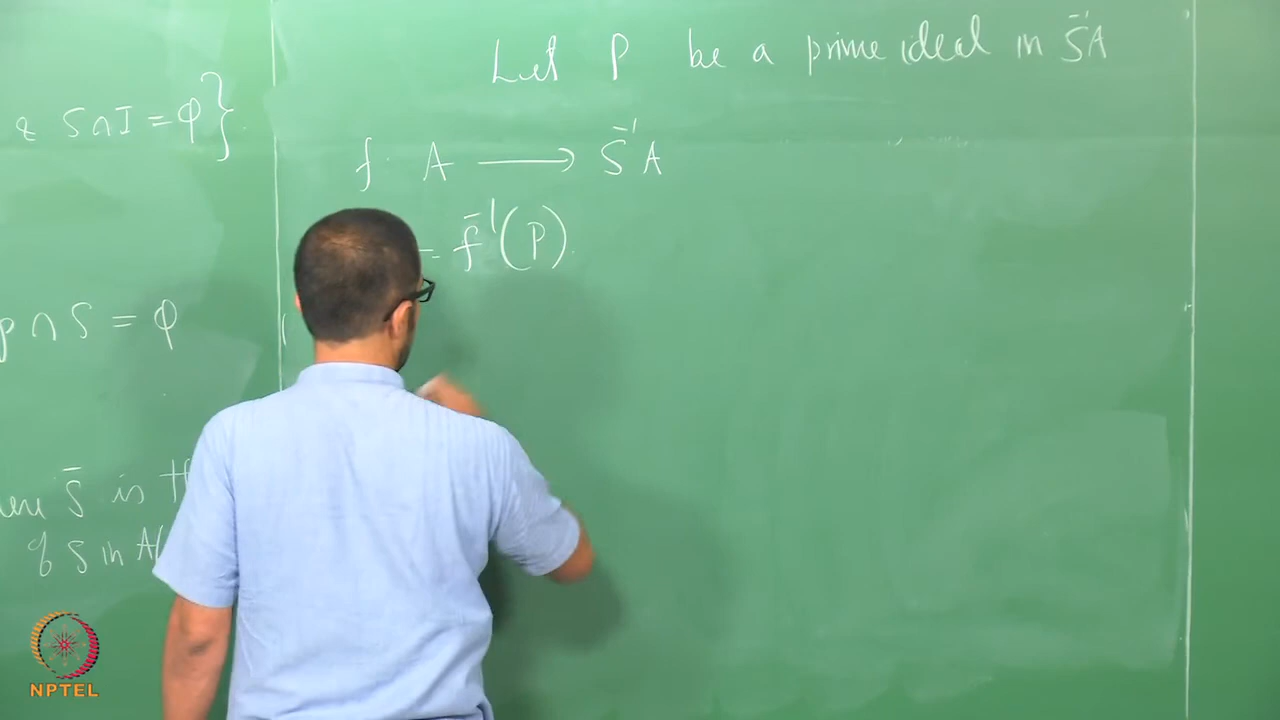 & S∩I = φ}.
p ∩ S = φ
S̄ is
of S in A/
Let P be a prime ideal in S⁻¹A
f: A ⟶ S⁻¹A
= f⁻¹(P).
NPTEL